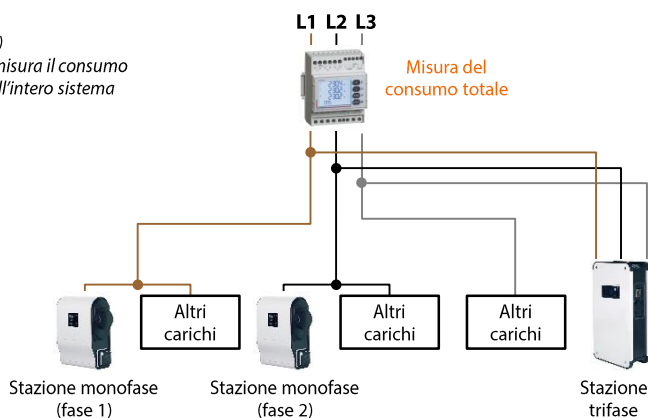 L1 L2 L3
)
misura il consumo
ll'intero sistema
Misura del
consumo totale
Altri
carichi
Altri
carichi
Altri
carichi
Stazione monofase
(fase 1)
Stazione monofase
(fase 2)
Stazione
trifase